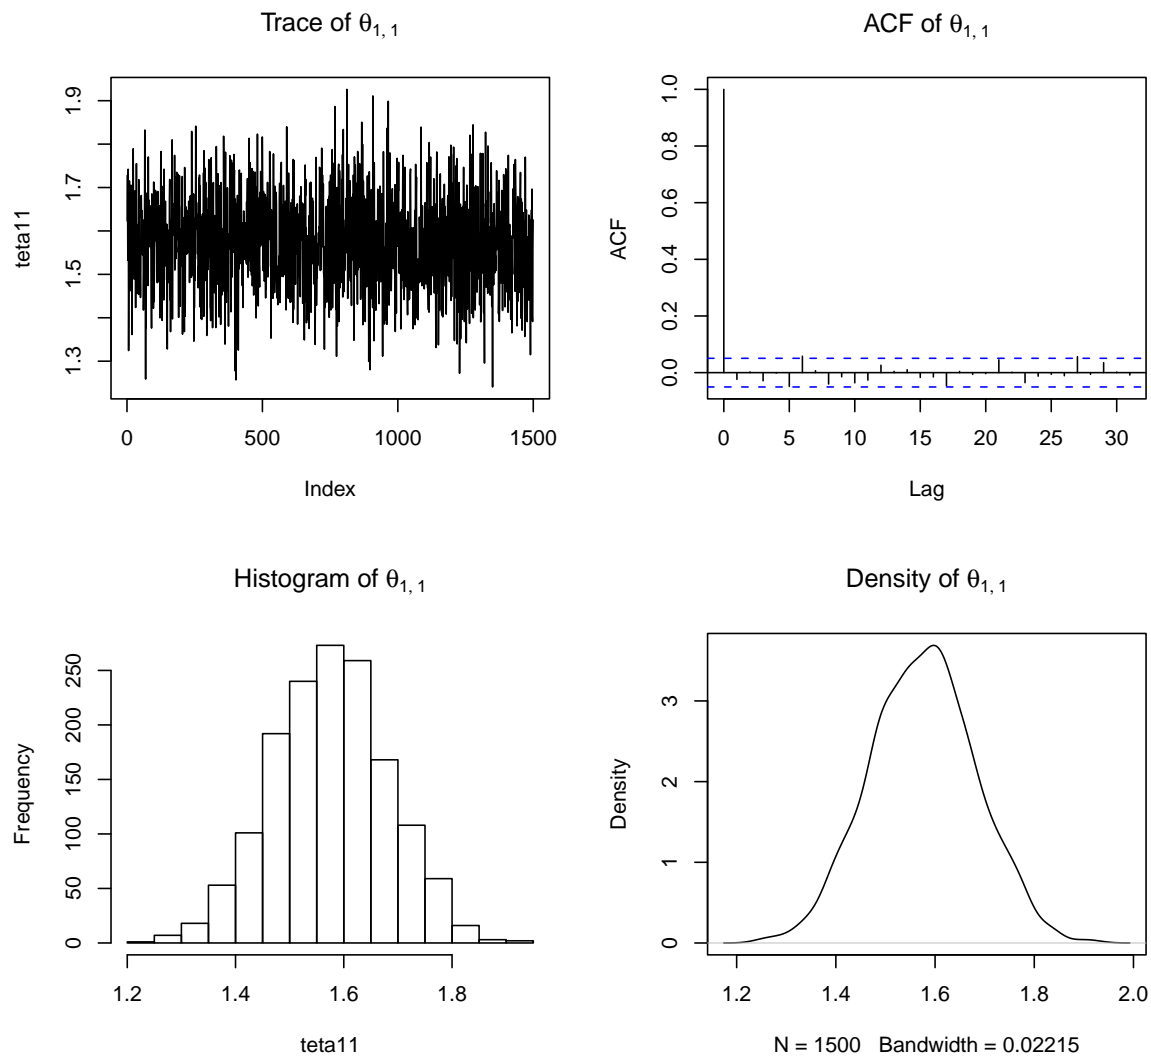 Trace of θ1, 1
1.9
1.7
1.5
1.3
teta11
0 500 1000 1500
Index
ACF of θ1, 1
1.0
0.8
0.6
0.4
0.2
0.0
ACF
0 5 10 15 20 25 30
Lag
Histogram of θ1, 1
250
200
150
100
50
0
Frequency
1.2 1.4 1.6 1.8
teta11
Density of θ1, 1
3
2
1
0
Density
1.2 1.4 1.6 1.8 2.0
N = 1500 Bandwidth = 0.02215